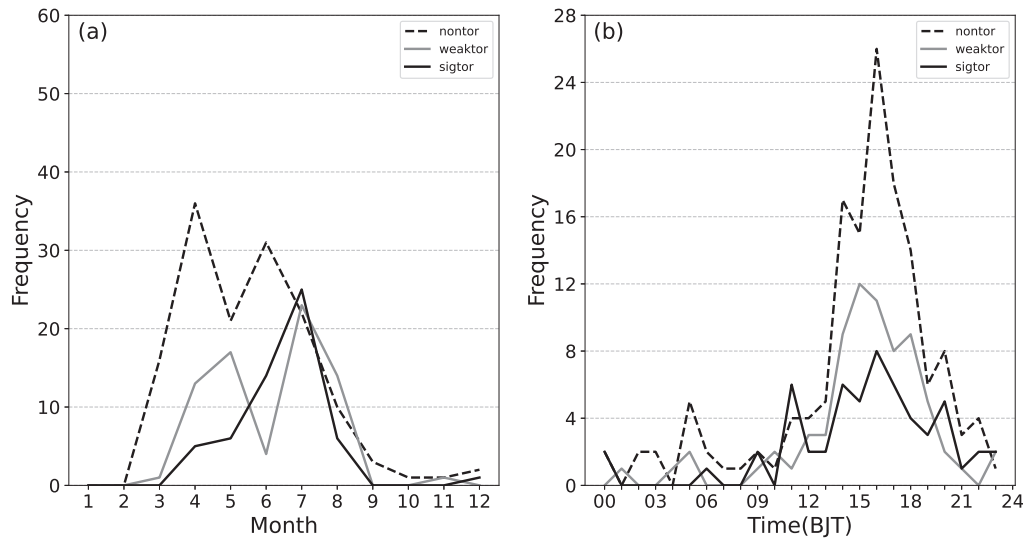 (a)
nontor
weaktor
sigtor
60
50
40
30
20
10
0
Frequency
1 2 3 4 5 6 7 8 9 10 11 12
Month
(b)
nontor
weaktor
sigtor
28
24
20
16
12
8
4
0
Frequency
00 03 06 09 12 15 18 21 24
Time(BJT)